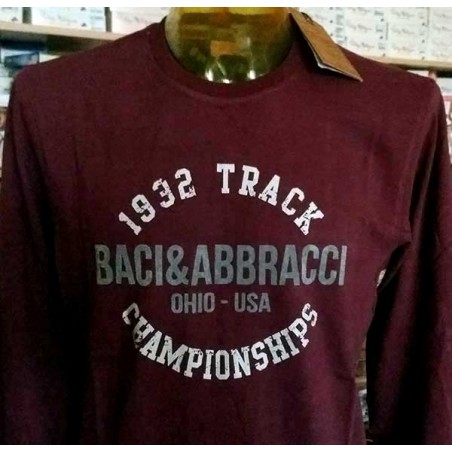 1932 TRACK
BACI&ABBRACCI
OHIO - USA
CHAMPIONSHIPS